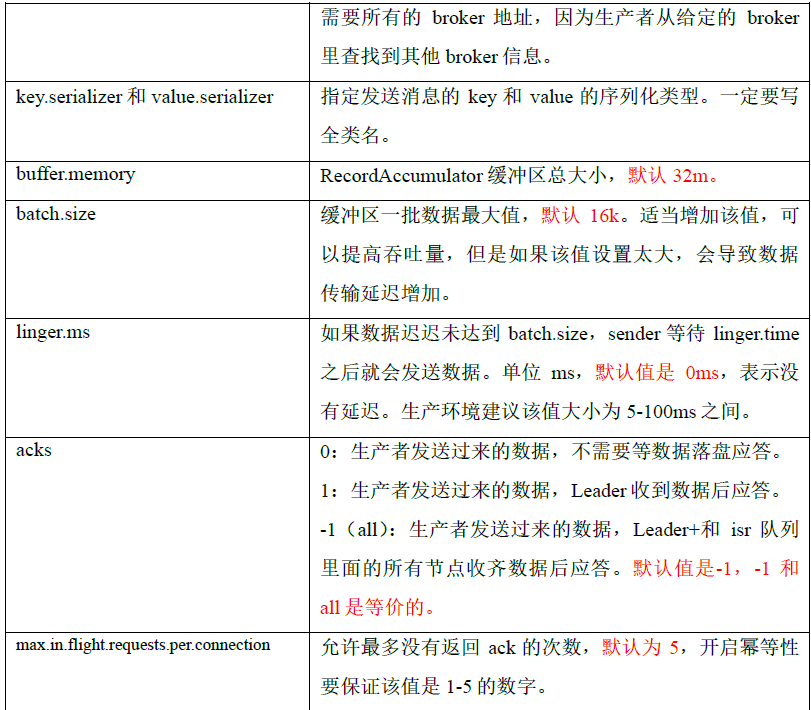 需要所有的 broker 地址，因为生产者从给定的 broker
里查找到其他 broker 信息。
key.serializer 和 value.serializer
指定发送消息的 key 和 value 的序列化类型。一定要写
全类名。
buffer.memory
RecordAccumulator 缓冲区总大小，默认 32m。
batch.size
缓冲区一批数据最大值，默认 16k。适当增加该值，可
以提高吞吐量，但是如果该值设置太大，会导致数据
传输延迟增加。
linger.ms
如果数据迟迟未达到 batch.size，sender 等待 linger.time
之后就会发送数据。单位 ms，默认值是 0ms，表示没
有延迟。生产环境建议该值大小为 5-100ms 之间。
acks
0：生产者发送过来的数据，不需要等数据落盘应答。
1：生产者发送过来的数据，Leader 收到数据后应答。
-1（all）：生产者发送过来的数据，Leader+和 isr 队列
里面的所有节点收齐数据后应答。默认值是-1，-1 和
all 是等价的。
max.in.flight.requests.per.connection
允许最多没有返回 ack 的次数，默认为 5，开启幂等性
要保证该值是 1-5 的数字。